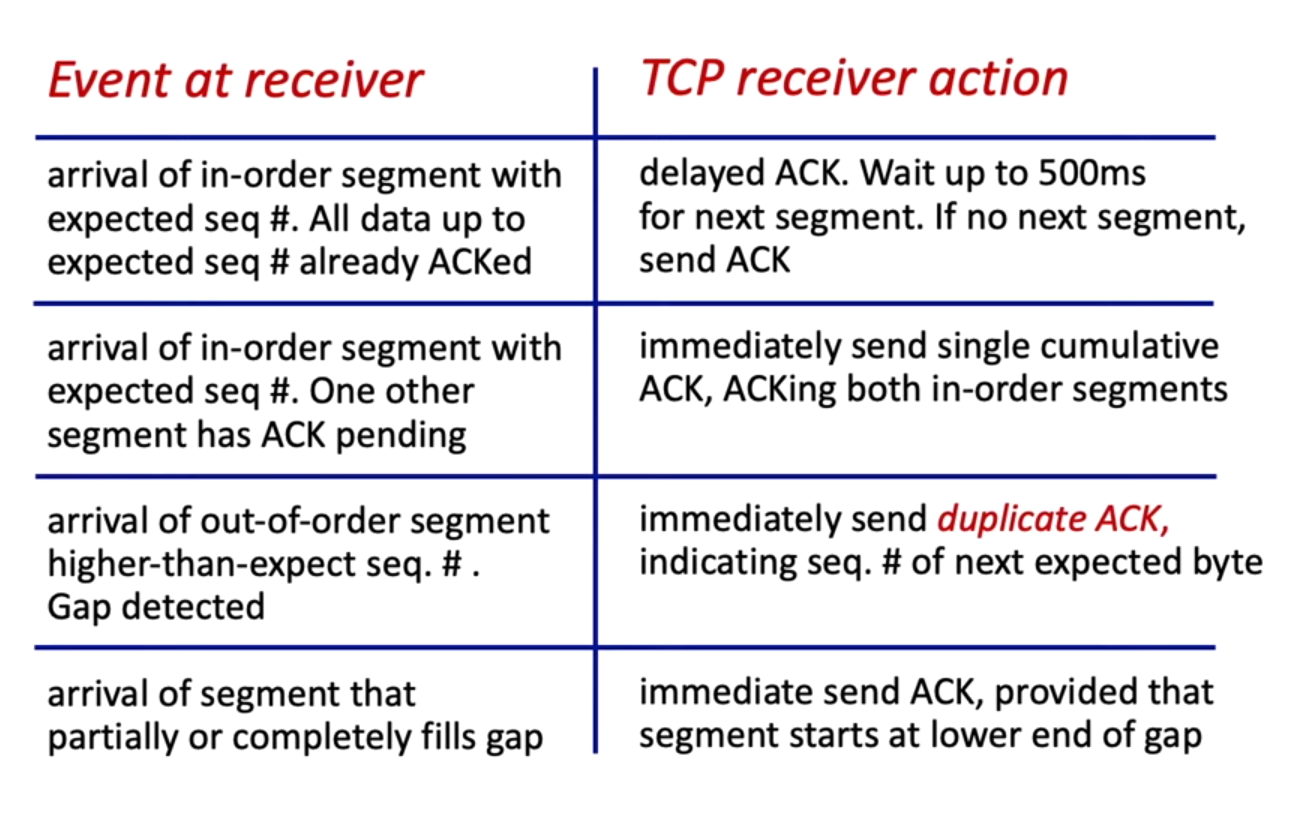 Event at receiver
TCP receiver action
arrival of in-order segment with
expected seq #. All data up to
expected seq # already ACKed
delayed ACK. Wait up to 500ms
for next segment. If no next segment,
send ACK
arrival of in-order segment with
expected seq #. One other
segment has ACK pending
immediately send single cumulative
ACK, ACKing both in-order segments
arrival of out-of-order segment
higher-than-expect seq. # .
Gap detected
immediately send duplicate ACK,
indicating seq. # of next expected byte
arrival of segment that
partially or completely fills gap
immediate send ACK, provided that
segment starts at lower end of gap